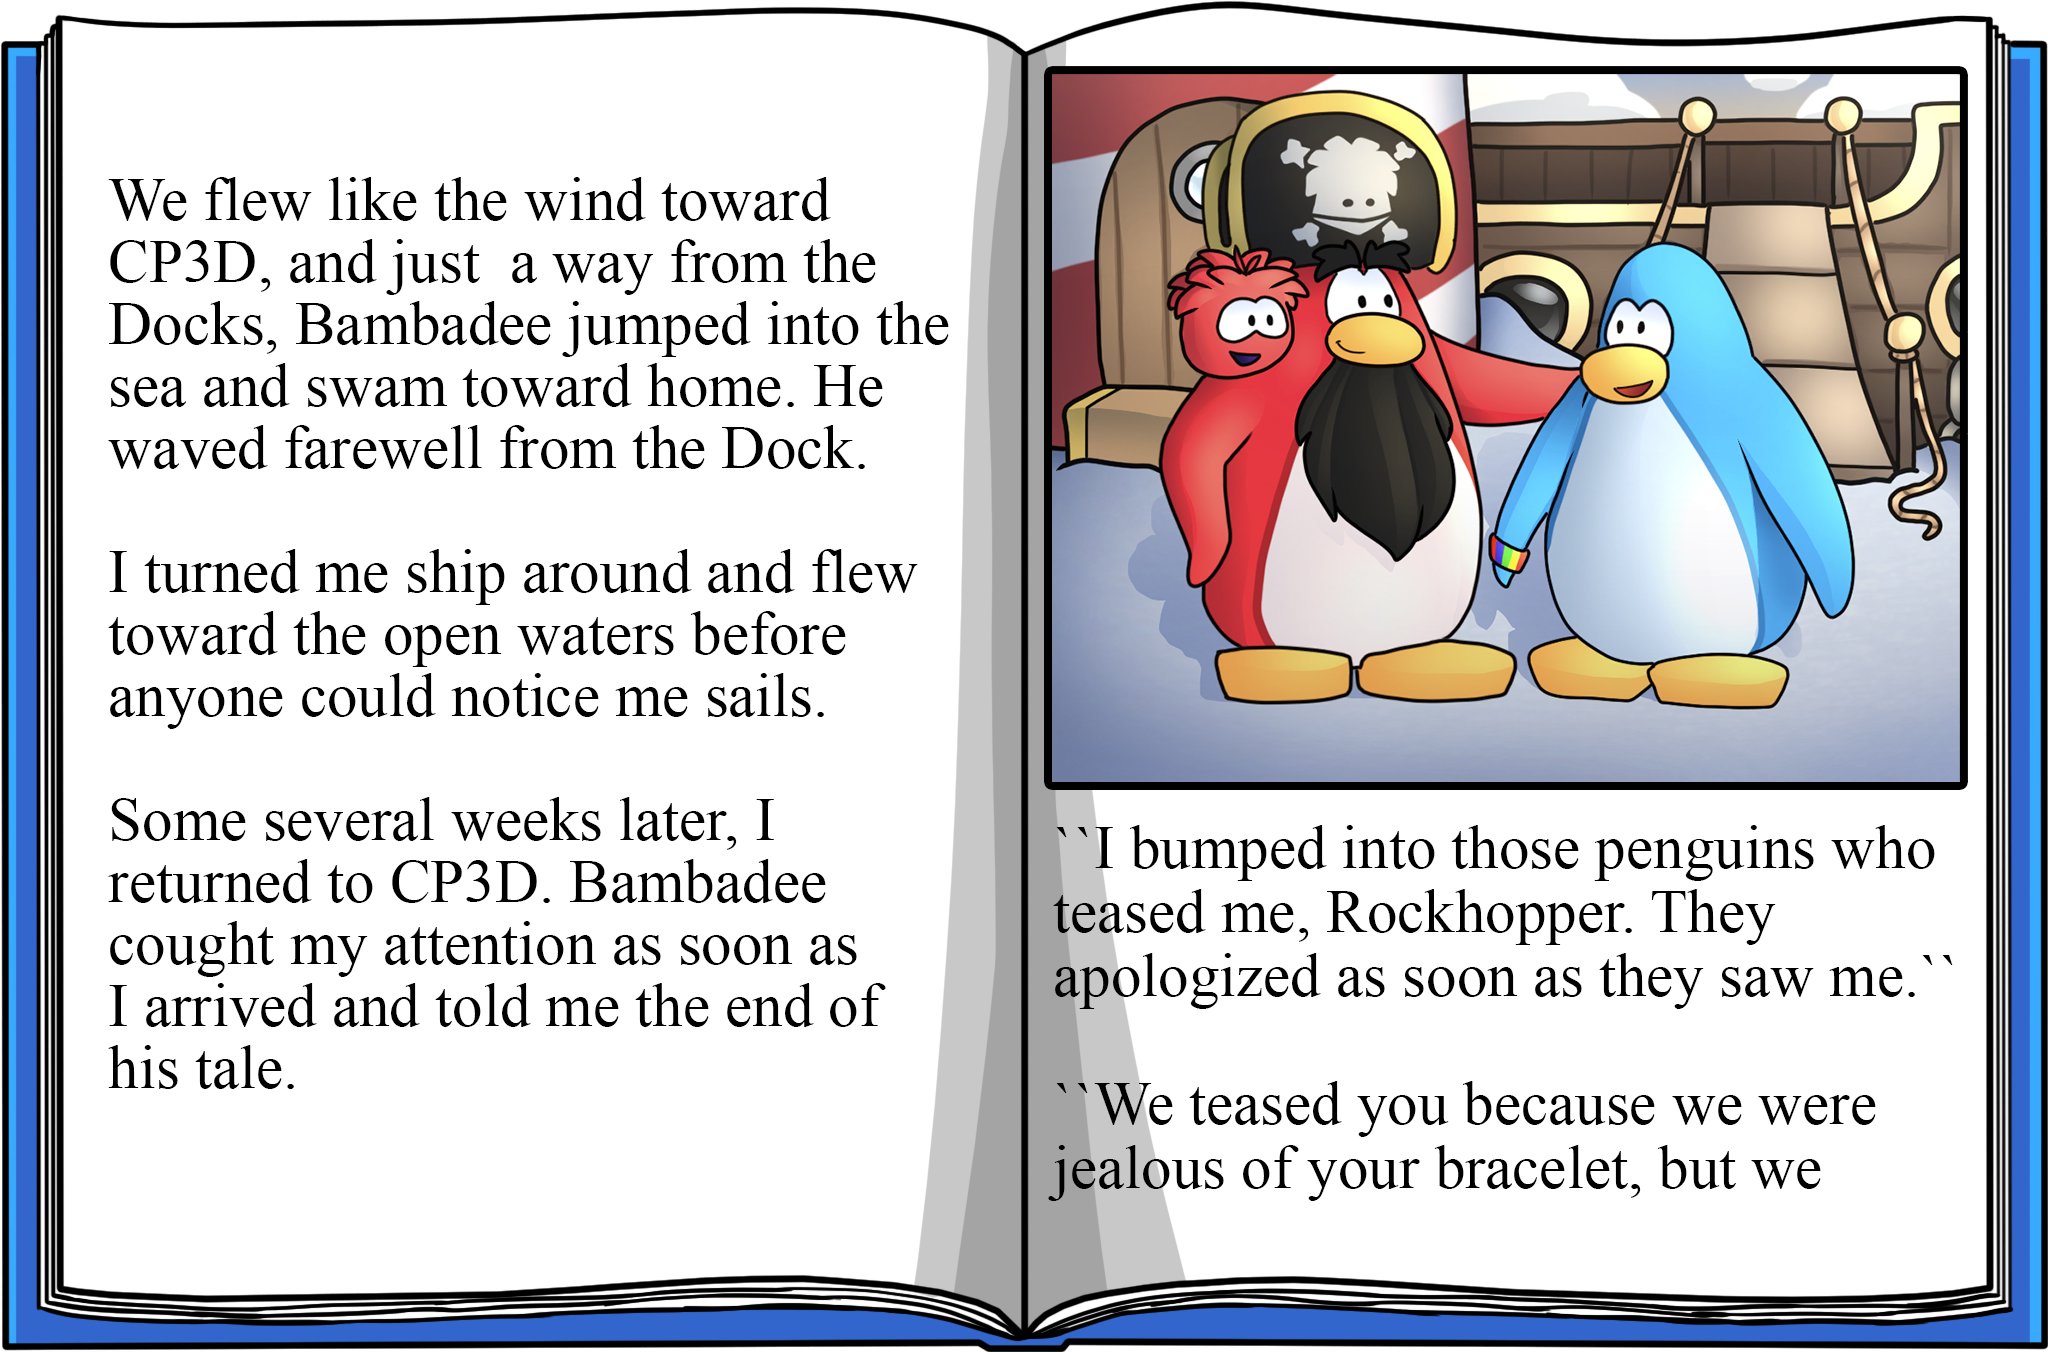 We flew like the wind toward
CP3D, and just  a way from the
Docks, Bambadee jumped into the
sea and swam toward home. He
waved farewell from the Dock.
I turned me ship around and flew
toward the open waters before
anyone could notice me sails.
Some several weeks later, I
returned to CP3D. Bambadee
cought my attention as soon as
I arrived and told me the end of
his tale.
``I bumped into those penguins who
teased me, Rockhopper. They
apologized as soon as they saw me.``
``We teased you because we were
jealous of your bracelet, but we